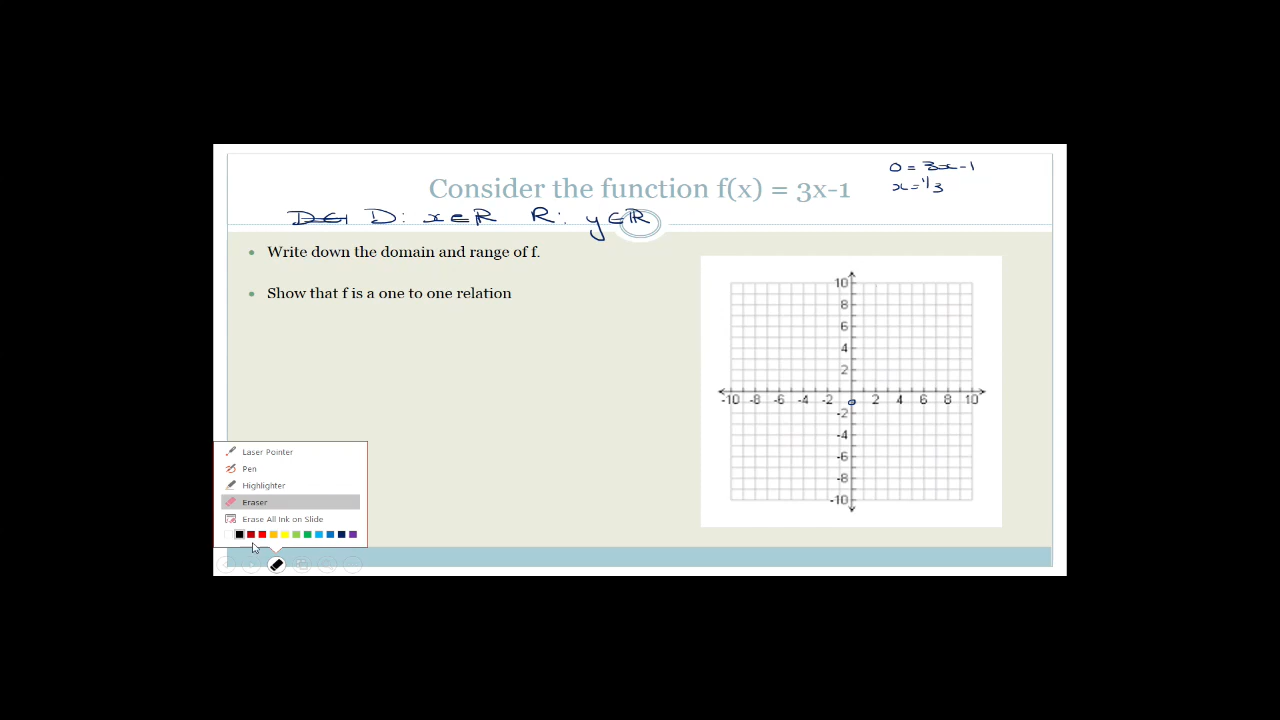 0 = 3x-1
x = 1/3
Consider the function f(x) = 3x-1
D: x∈ℝ R: y∈ℝ
Write down the domain and range of f.
Show that f is a one to one relation
10
8
6
4
2
-10 -8 -6 -4 -2 2 4 6 8 10
-2
-4
-6
-8
-10
Laser Pointer
Pen
Highlighter
Eraser
Erase All Ink on Slide